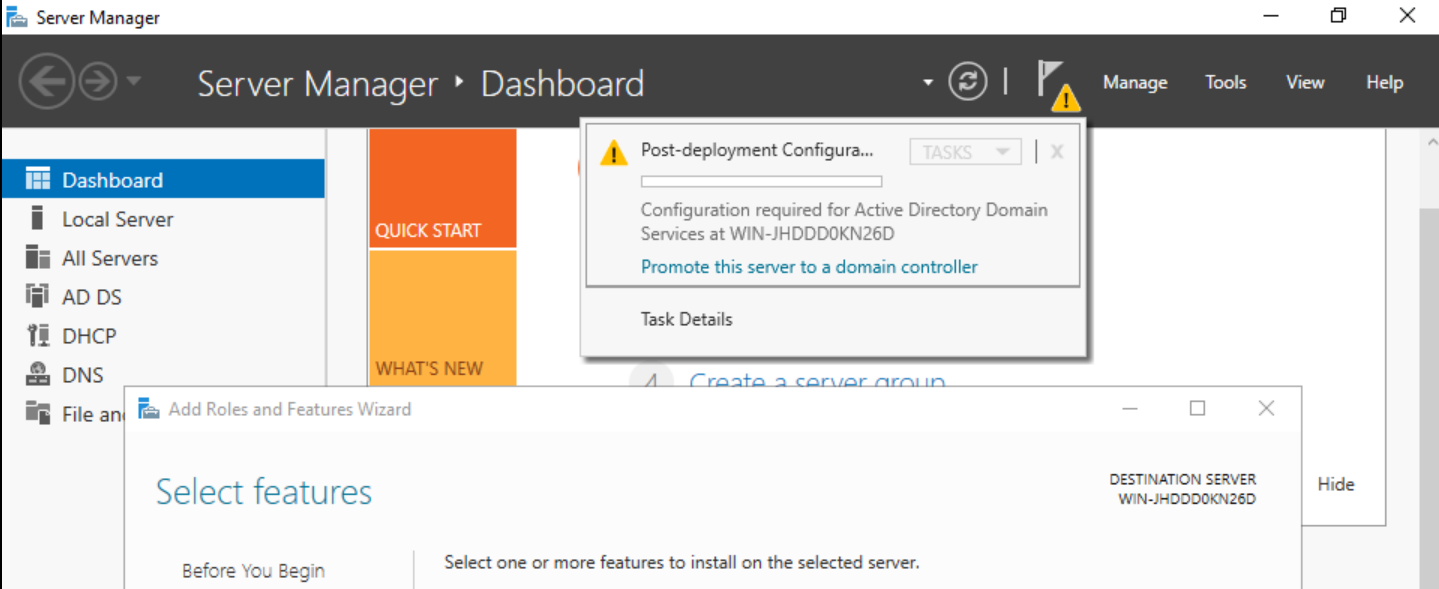 Server Manager
Server Manager ‣ Dashboard
Manage Tools View Help
Dashboard
Local Server
All Servers
AD DS
DHCP
DNS
File and
QUICK START
WHAT'S NEW
Post-deployment Configura...
TASKS
X
Configuration required for Active Directory Domain
Services at WIN-JHDDD0KN26D
Promote this server to a domain controller
Task Details
4 Create a server group
Hide
Add Roles and Features Wizard
Select features
DESTINATION SERVER
WIN-JHDDD0KN26D
Before You Begin
Select one or more features to install on the selected server.